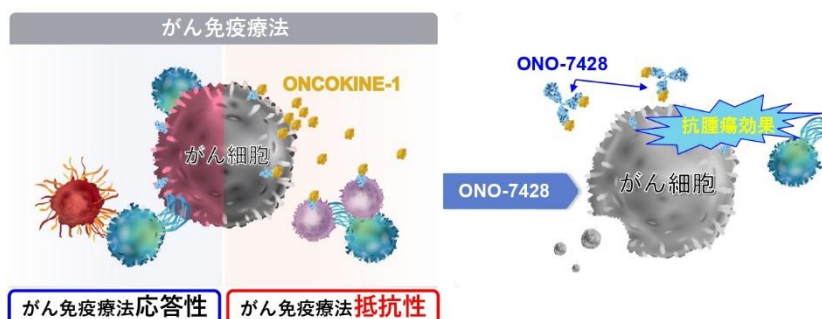 がん免疫療法
ONCOKINE-1
がん細胞
がん免疫療法応答性
がん免疫療法抵抗性
ONO-7428
抗腫瘍効果
がん細胞
ONO-7428